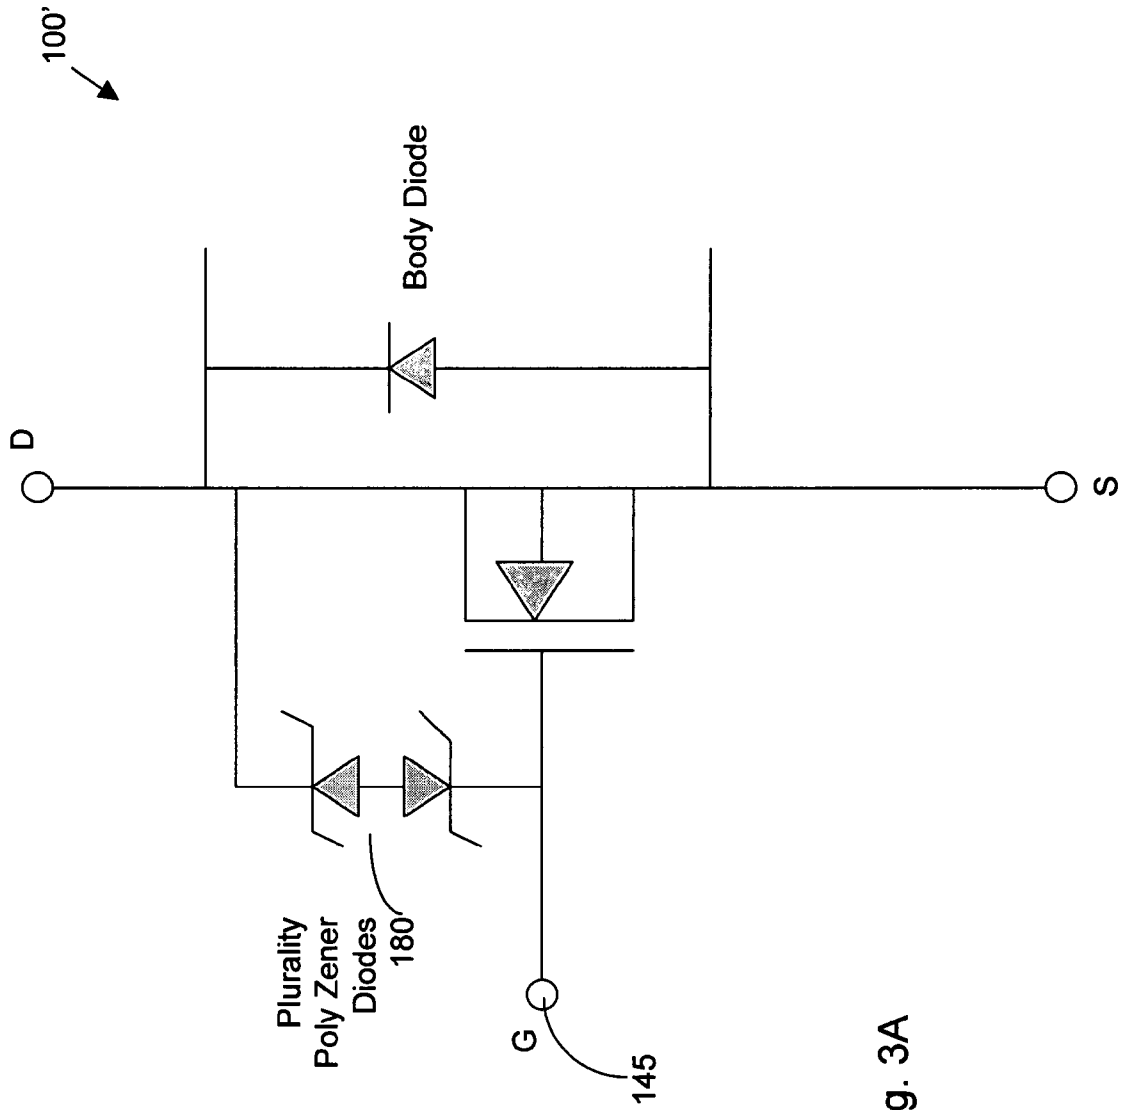 100'
D
Body Diode
Plurality
Poly Zener
Diodes
180'
G
145
S
g. 3A